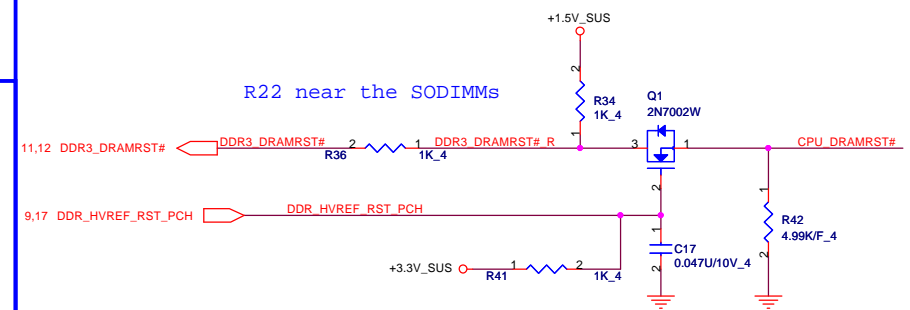 +1.5V_SUS
R22 near the SODIMMs
2
R34
1K_4
1
Q1
2N7002W
11,12 DDR3_DRAMRST#
DDR3_DRAMRST#
2
R36
1
1K_4
DDR3_DRAMRST#_R
3
1
CPU_DRAMRST#
2
9,17 DDR_HVREF_RST_PCH
DDR_HVREF_RST_PCH
1
R42
4.99K/F_4
2
1
C17
0.047U/10V_4
2
+3.3V_SUS
1
R41
2
1K_4